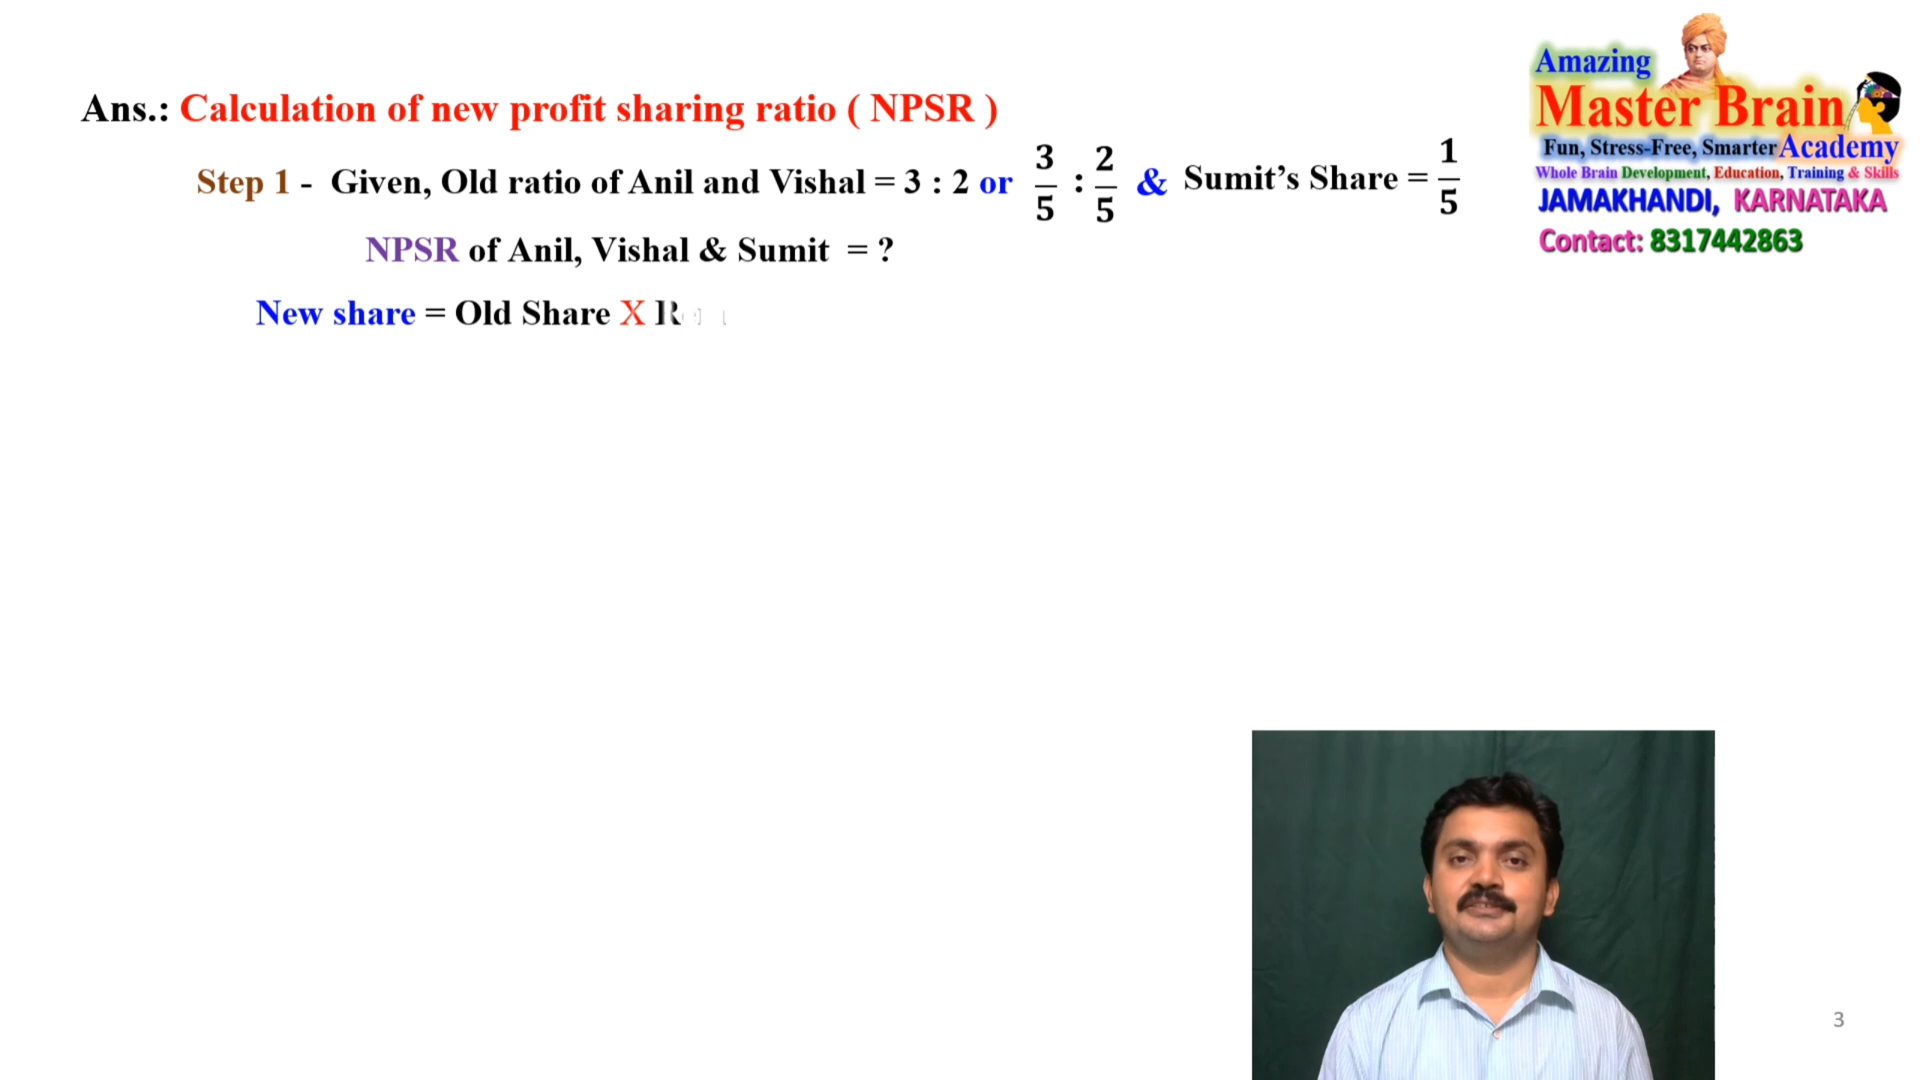 Ans.: Calculation of new profit sharing ratio ( NPSR )
Step 1 - Given, Old ratio of Anil and Vishal = 3 : 2 or 3/5 : 2/5 & Sumit’s Share = 1/5
NPSR of Anil, Vishal & Sumit = ?
New share = Old Share X
Amazing
Master Brain
Fun, Stress-Free, Smarter Academy
Whole Brain Development, Education, Training & Skills
JAMAKHANDI, KARNATAKA
Contact: 8317442863
3